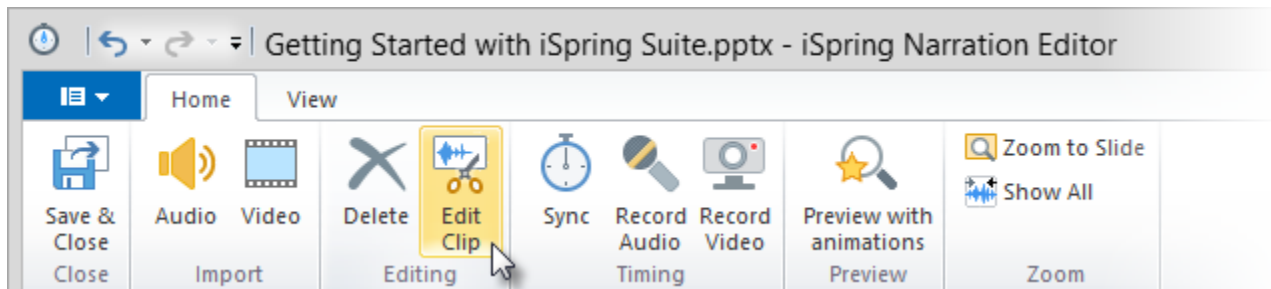 Getting Started with iSpring Suite.pptx - iSpring Narration Editor
Home View
Save & Close
Audio Video
Delete Edit Clip
Sync Record Audio Record Video
Preview with animations
Zoom to Slide
Show All
Close Import Editing Timing Preview Zoom